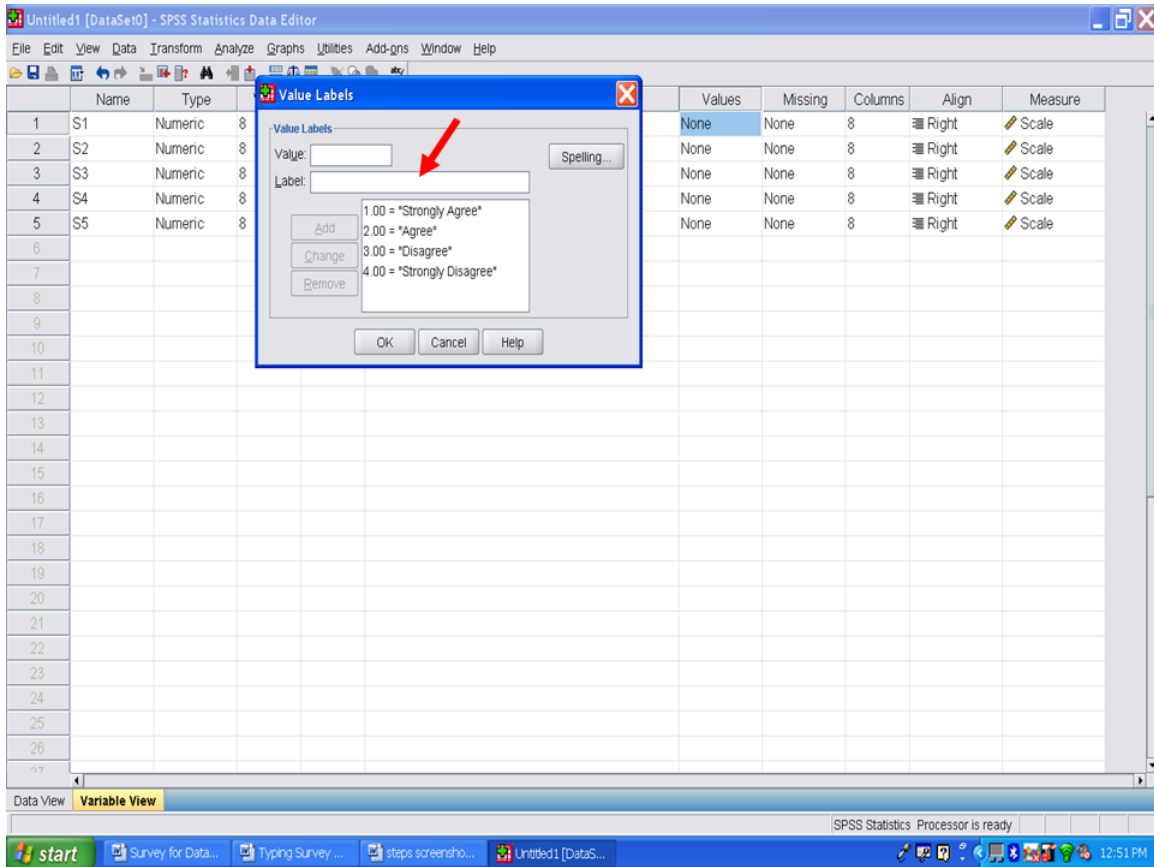 Untitled1 [DataSet0] - SPSS Statistics Data Editor
File Edit View Data Transform Analyze Graphs Utilities Add-ons Window Help
Name Type Values Missing Columns Align Measure
1 S1 Numeric 8 None None 8 Right Scale
2 S2 Numeric 8 None None 8 Right Scale
3 S3 Numeric 8 None None 8 Right Scale
4 S4 Numeric 8 None None 8 Right Scale
5 S5 Numeric 8 None None 8 Right Scale
6
7
8
9
10
11
12
13
14
15
16
17
18
19
20
21
22
23
24
25
26
27
Value Labels
Value Labels
Value:
Spelling...
Label:
1.00 = "Strongly Agree"
2.00 = "Agree"
3.00 = "Disagree"
4.00 = "Strongly Disagree"
Add
Change
Remove
OK Cancel Help
Data View Variable View
SPSS Statistics Processor is ready
start Survey for Data... Typing Survey ... steps screensho... Untitled1 [DataS... 12:51 PM